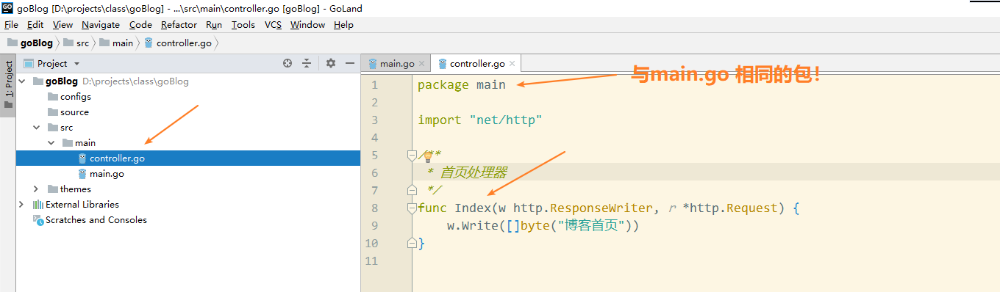 goBlog [D:\projects\class\goBlog] - ...\src\main\controller.go [goBlog] - GoLand
File Edit View Navigate Code Refactor Run Tools VCS Window Help
goBlog src main controller.go
1: Project
Project
goBlog D:\projects\class\goBlog
configs
source
src
main
controller.go
main.go
themes
External Libraries
Scratches and Consoles
main.go controller.go
与main.go 相同的包！
1 package main
2
3 import "net/http"
4
5 /**
6 * 首页处理器
7 */
8 func Index(w http.ResponseWriter, r *http.Request) {
9 w.Write([]byte("博客首页"))
10 }
11